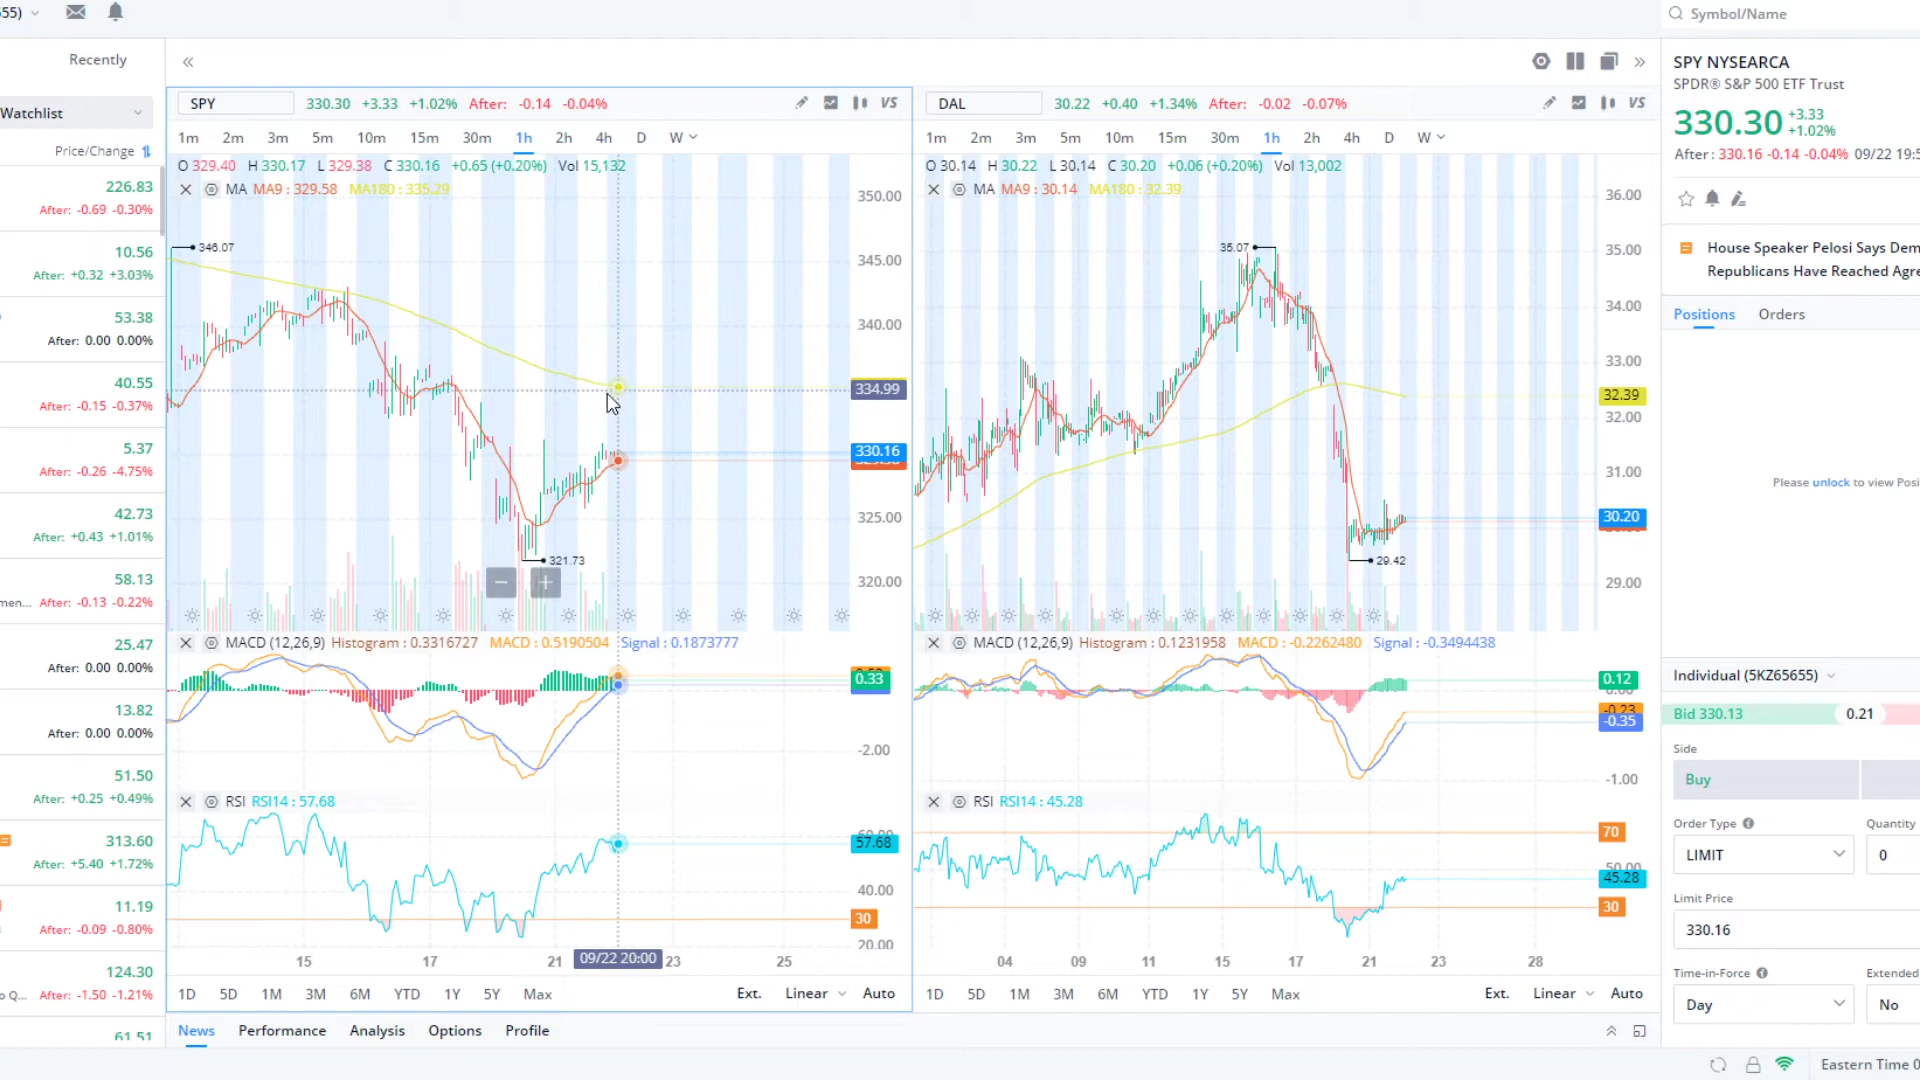 555)
Symbol/Name
Recently
Watchlist
Price/Change
226.83
After: -0.69 -0.30%
10.56
After: +0.32 +3.03%
53.38
After: 0.00 0.00%
40.55
After: -0.15 -0.37%
5.37
After: -0.26 -4.75%
42.73
After: +0.43 +1.01%
58.13
men... After: -0.13 -0.22%
25.47
After: 0.00 0.00%
13.82
After: 0.00 0.00%
51.50
After: +0.25 +0.49%
313.60
After: +5.40 +1.72%
11.19
After: -0.09 -0.80%
124.30
o Q... After: -1.50 -1.21%
61.51
SPY 330.30 +3.33 +1.02% After: -0.14 -0.04% VS
1m 2m 3m 5m 10m 15m 30m 1h 2h 4h D W
O 329.40 H 330.17 L 329.38 C 330.16 +0.65 (+0.20%) Vol 15,132
MA MA9 : 329.58 MA180 : 335.29
350.00
346.07
345.00
340.00
334.99
330.16
325.00
321.73
320.00
MACD (12,26,9) Histogram : 0.3316727 MACD : 0.5190504 Signal : 0.1873777
0.33
-2.00
RSI RSI14 : 57.68
60.00
57.68
40.00
30
20.00
15 17 21 09/22 20:00 23 25
1D 5D 1M 3M 6M YTD 1Y 5Y Max Ext. Linear Auto
DAL 30.22 +0.40 +1.34% After: -0.02 -0.07% VS
1m 2m 3m 5m 10m 15m 30m 1h 2h 4h D W
O 30.14 H 30.22 L 30.14 C 30.20 +0.06 (+0.20%) Vol 13,002
MA MA9 : 30.14 MA180 : 32.39
36.00
35.07
35.00
34.00
33.00
32.39
32.00
31.00
30.20
29.42
29.00
MACD (12,26,9) Histogram : 0.1231958 MACD : -0.2262480 Signal : -0.3494438
0.12
0.00
-0.23
-0.35
-1.00
RSI RSI14 : 45.28
70
50.00
45.28
30
04 09 11 15 17 21 23 28
1D 5D 1M 3M 6M YTD 1Y 5Y Max Ext. Linear Auto
News Performance Analysis Options Profile
SPY NYSEARCA
SPDR® S&P 500 ETF Trust
330.30 +3.33
+1.02%
After : 330.16 -0.14 -0.04% 09/22 19:5
House Speaker Pelosi Says Dem
Republicans Have Reached Agre
Positions Orders
Please unlock to view Posi
Individual (5KZ65655)
Bid 330.13 0.21
Side
Buy
Order Type Quantity
LIMIT 0
Limit Price
330.16
Time-in-Force Extended
Day No
Eastern Time 0